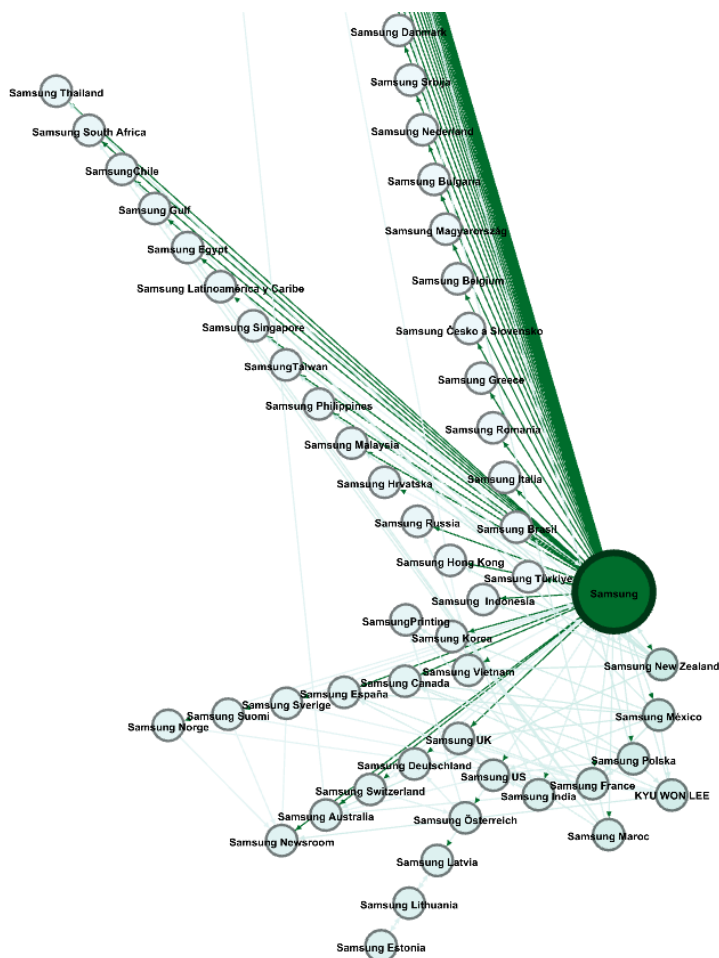 Samsung Danmark
Samsung Srbija
Samsung Thailand
Samsung South Africa
Samsung Nederland
SamsungChile
Samsung Bulgaria
Samsung Gulf
Samsung Magyarország
Samsung Egypt
Samsung Belgium
Samsung Latinoamérica y Caribe
Samsung Singapore
Samsung Česko a Slovensko
SamsungTaiwan
Samsung Greece
Samsung Philippines
Samsung Romania
Samsung Malaysia
Samsung Italia
Samsung Hrvatska
Samsung Russia
Samsung Brasil
Samsung Hong Kong
Samsung Türkiye
Samsung
Samsung Indonesia
SamsungPrinting
Samsung Korea
Samsung New Zealand
Samsung Vietnam
Samsung Canada
Samsung España
Samsung Sverige
Samsung Suomi
Samsung México
Samsung Norge
Samsung UK
Samsung Polska
Samsung Deutschland
Samsung US
Samsung France
Samsung Switzerland
Samsung India
KYU WON LEE
Samsung Australia
Samsung Österreich
Samsung Maroc
Samsung Newsroom
Samsung Latvia
Samsung Lithuania
Samsung Estonia